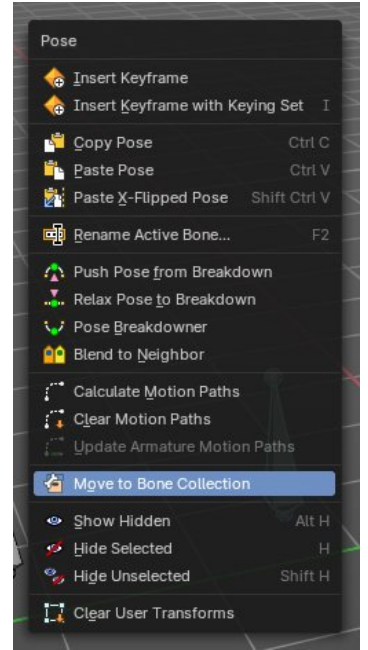 Pose
Insert Keyframe
Insert Keyframe with Keying Set I
Copy Pose Ctrl C
Paste Pose Ctrl V
Paste X-Flipped Pose Shift Ctrl V
Rename Active Bone... F2
Push Pose from Breakdown
Relax Pose to Breakdown
Pose Breakdowner
Blend to Neighbor
Calculate Motion Paths
Clear Motion Paths
Update Armature Motion Paths
Move to Bone Collection
Show Hidden Alt H
Hide Selected H
Hide Unselected Shift H
Clear User Transforms